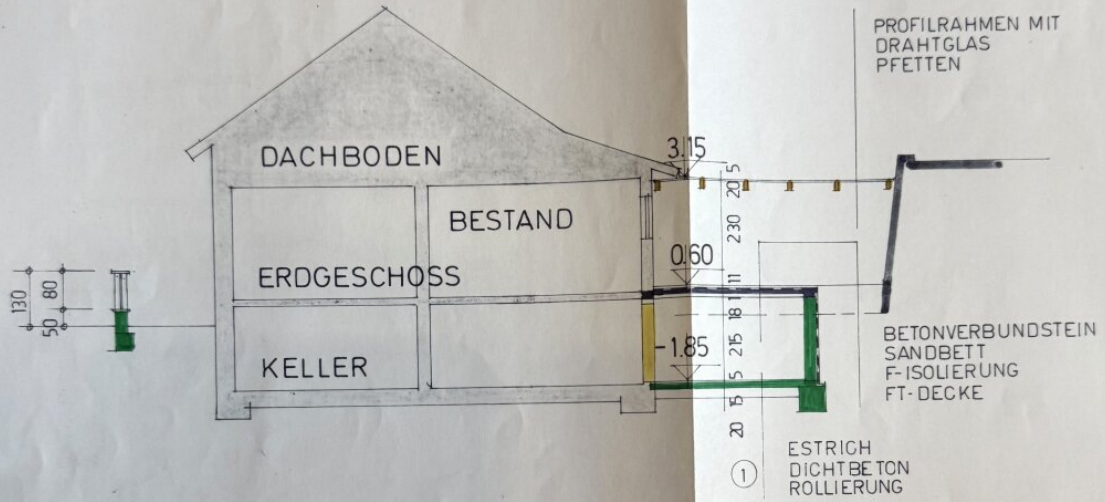 PROFILRAHMEN MIT
DRAHTGLAS
PFETTEN
DACHBODEN
3.15
5
20
BESTAND
230
0.60
ERDGESCHOSS
11
130
80
50
18
215
-1.85
KELLER
5
15
20
BETONVERBUNDSTEIN
SANDBETT
F-ISOLIERUNG
FT-DECKE
1
ESTRICH
DICHTBETON
ROLLIERUNG